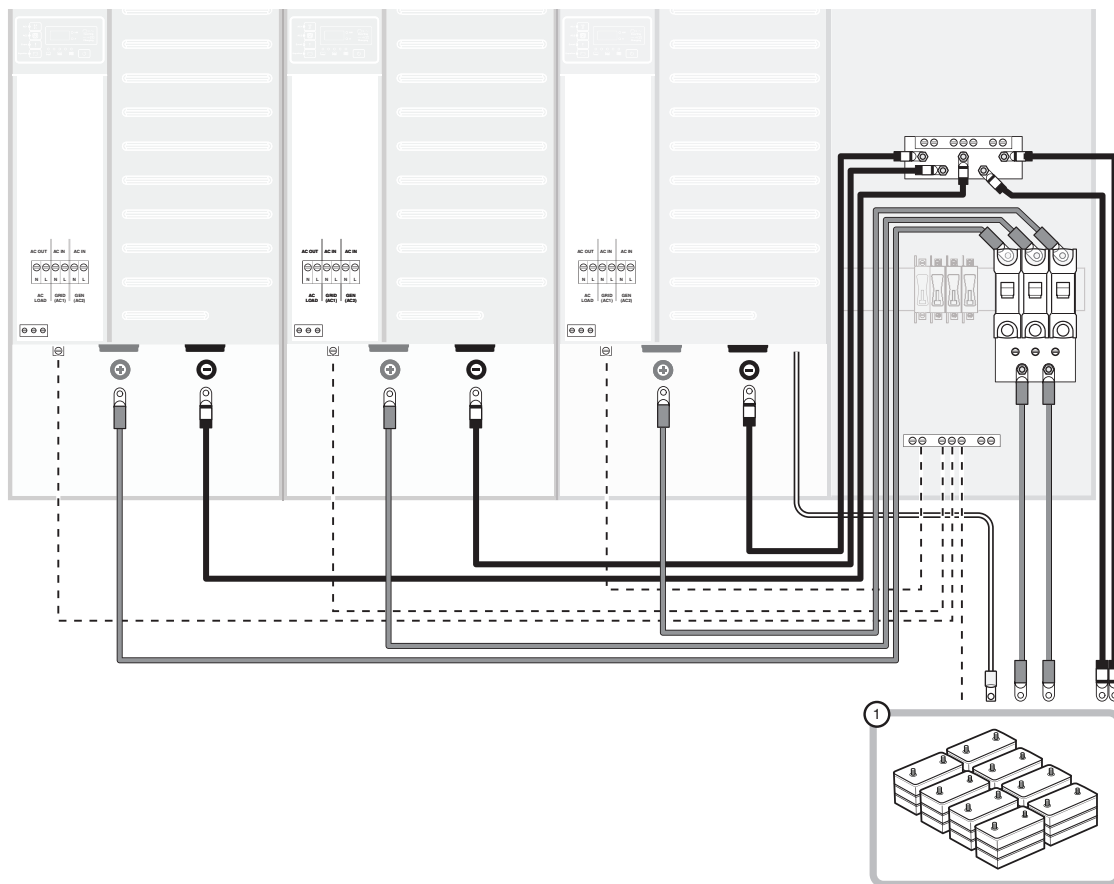 AC OUT AC IN AC IN
N L N L N L
AC LOAD GRID (AC1) GEN (AC2)
AC OUT AC IN AC IN
N L N L N L
AC LOAD GRID (AC1) GEN (AC2)
AC OUT AC IN AC IN
N L N L N L
AC LOAD GRID (AC1) GEN (AC2)
+ - + - + -
1